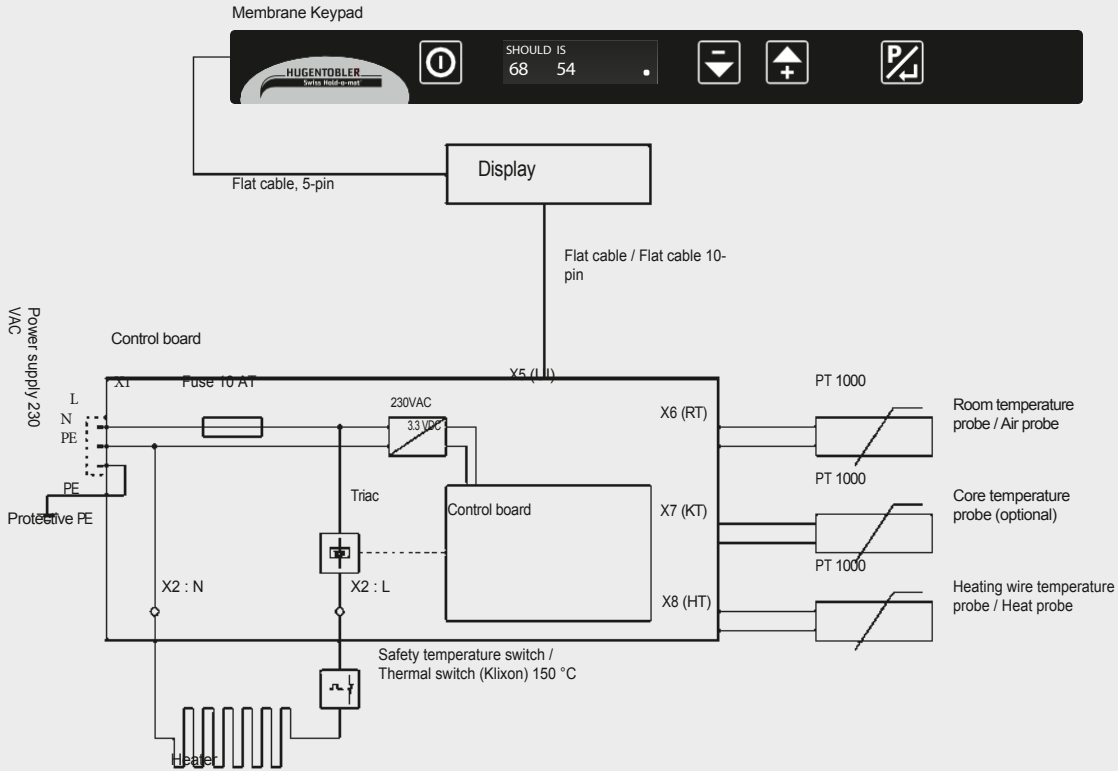 Membrane Keypad
HUGENTOBLER
Swiss Hold-o-mat
SHOULD IS
68 54 .
P
Display
Flat cable, 5-pin
Flat cable / Flat cable 10-
pin
Power supply 230
VAC
Control board
X1
Fuse 10 AT
X5 (
PT 1000
L
N
PE
230VAC
3.3 VDC
X6 (RT)
Room temperature
probe / Air probe
PT 1000
PE
Protective PE
Triac
Control board
X7 (KT)
Core temperature
probe (optional)
PT 1000
X2 : N
X2 : L
X8 (HT)
Heating wire temperature
probe / Heat probe
Safety temperature switch /
Thermal switch (Klixon) 150 °C
Heater